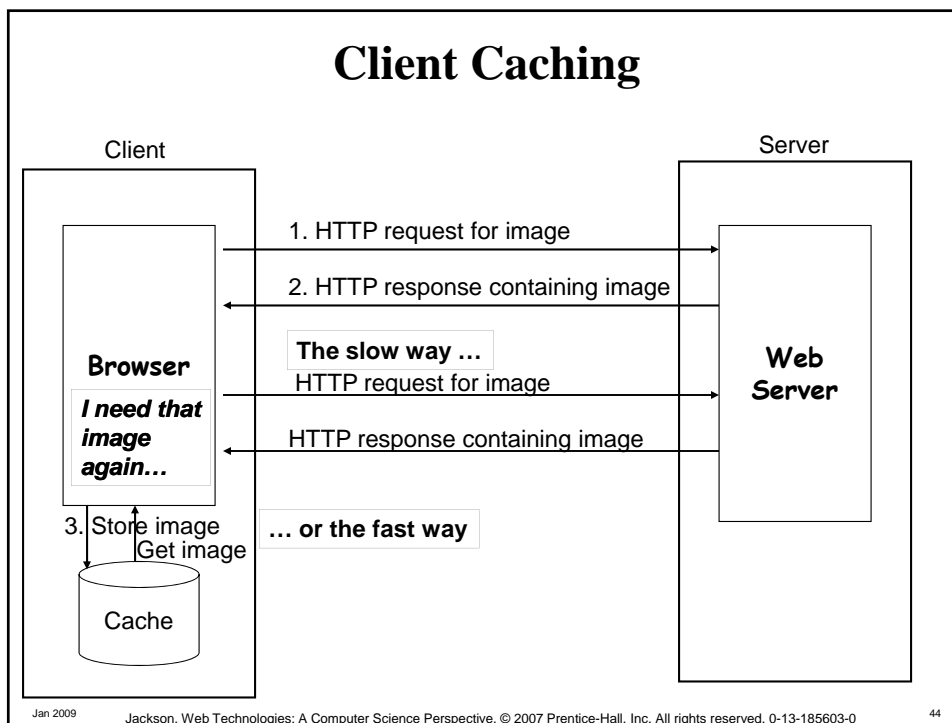 Client Caching
Client
Server
1. HTTP request for image
2. HTTP response containing image
The slow way …
Browser
Web
Server
HTTP request for image
I need that
image
again…
HTTP response containing image
3. Store image
Get image
… or the fast way
Cache
Jan 2009
Jackson, Web Technologies: A Computer Science Perspective, © 2007 Prentice-Hall, Inc. All rights reserved. 0-13-185603-0
44